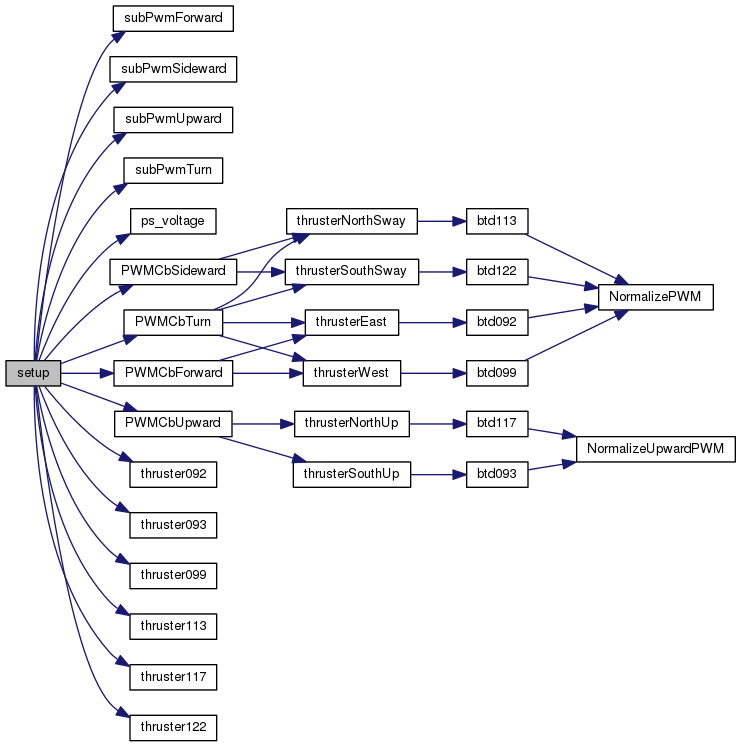 subPwmForward
subPwmSideward
subPwmUpward
subPwmTurn
ps_voltage
thrusterNorthSway
btd113
PWMCbSideward
thrusterSouthSway
btd122
NormalizePWM
PWMCbTurn
thrusterEast
btd092
setup
PWMCbForward
thrusterWest
btd099
PWMCbUpward
thrusterNorthUp
btd117
NormalizeUpwardPWM
thruster092
thrusterSouthUp
btd093
thruster093
thruster099
thruster113
thruster117
thruster122